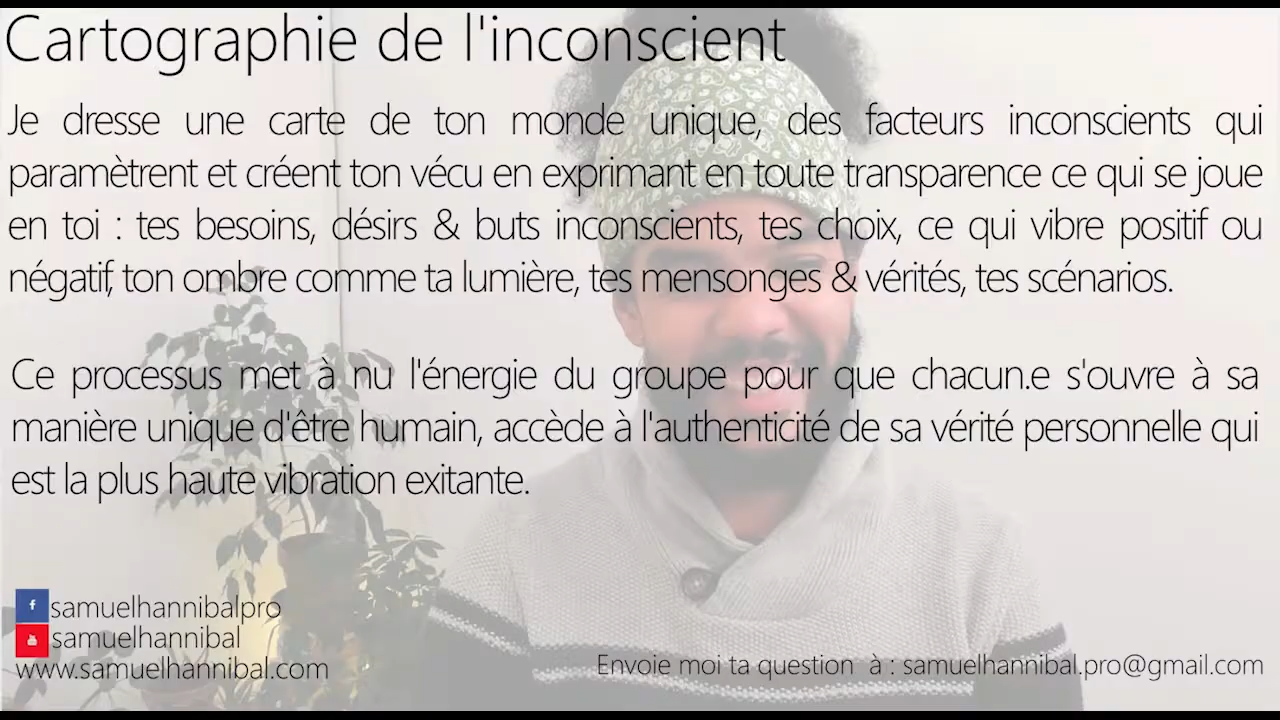 Cartographie de l'inconscient
Je dresse une carte de ton monde unique, des facteurs inconscients qui
paramètrent et créent ton vécu en exprimant en toute transparence ce qui se joue
en toi : tes besoins, désirs & buts inconscients, tes choix, ce qui vibre positif ou
négatif, ton ombre comme ta lumière, tes mensonges & vérités, tes scénarios.
Ce processus met à nu l'énergie du groupe pour que chacun.e s'ouvre à sa
manière unique d'être humain, accède à l'authenticité de sa vérité personnelle qui
est la plus haute vibration exitante.
f samuelhannibalpro
samuelhannibal
www.samuelhannibal.com
Envoie moi ta question à : samuelhannibal.pro@gmail.com